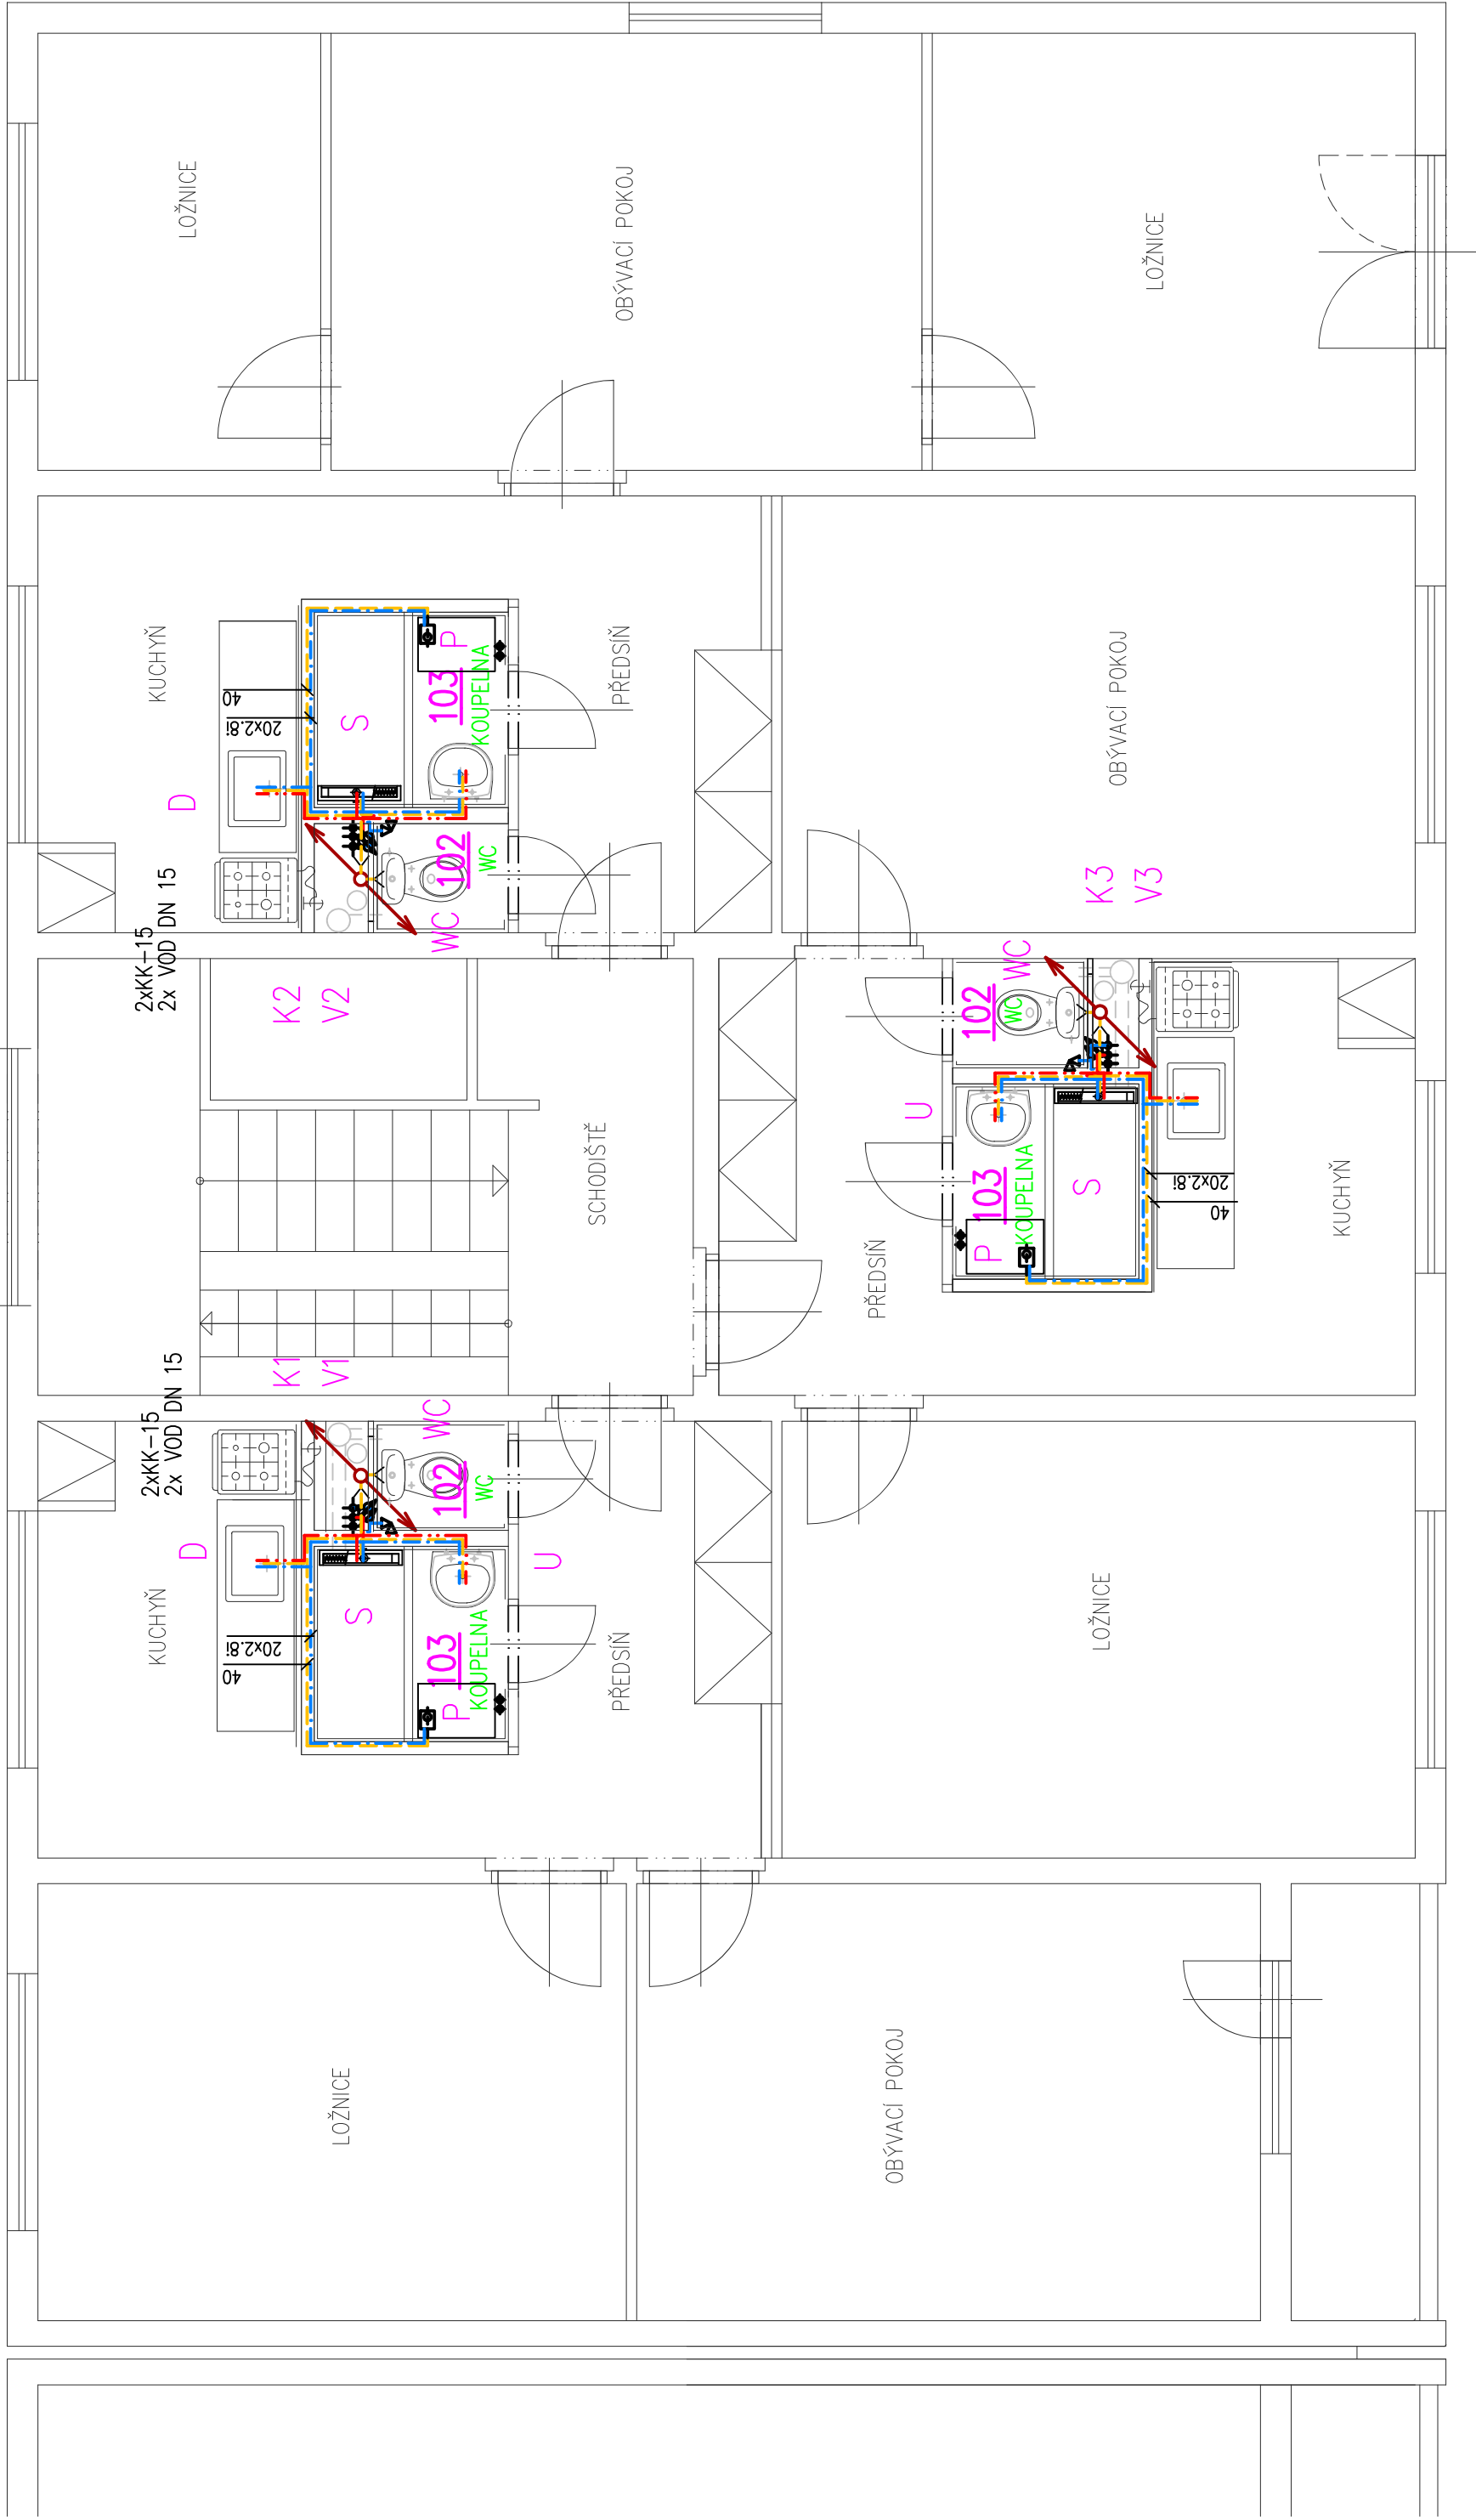 LOŽNICE
OBÝVACÍ POKOJ
LOŽNICE
KUCHYŇ
40
20x2.8i
D
S
103
P
KOUPELNA
PŘEDSÍŇ
102
WC
WC
2xKK-15
2x VOD DN 15
K2
V2
OBÝVACÍ POKOJ
K3
V3
WC
102
WC
U
103
KOUPELNA
P
S
20x2.8i
40
KUCHYŇ
PŘEDSÍŇ
SCHODIŠTĚ
K1
V1
2xKK-15
2x VOD DN 15
WC
102
WC
D
U
KUCHYŇ
S
20x2.8i
40
103
KOUPELNA
P
PŘEDSÍŇ
LOŽNICE
LOŽNICE
OBÝVACÍ POKOJ